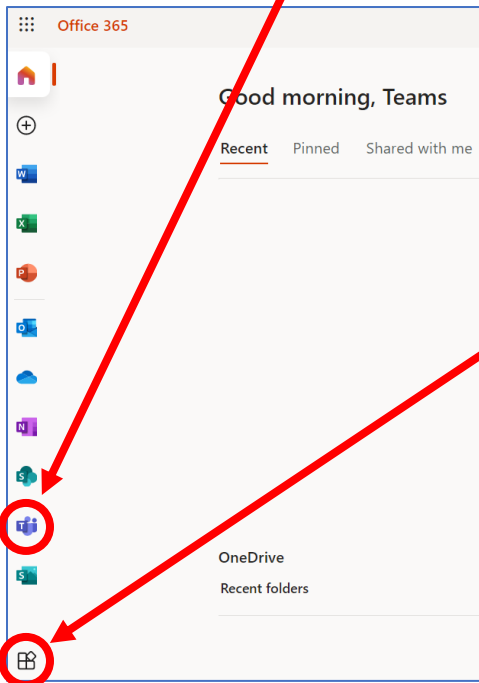 Office 365
Good morning, Teams
Recent Pinned Shared with me
W
X
P
O
N
S
T
S
OneDrive
Recent folders